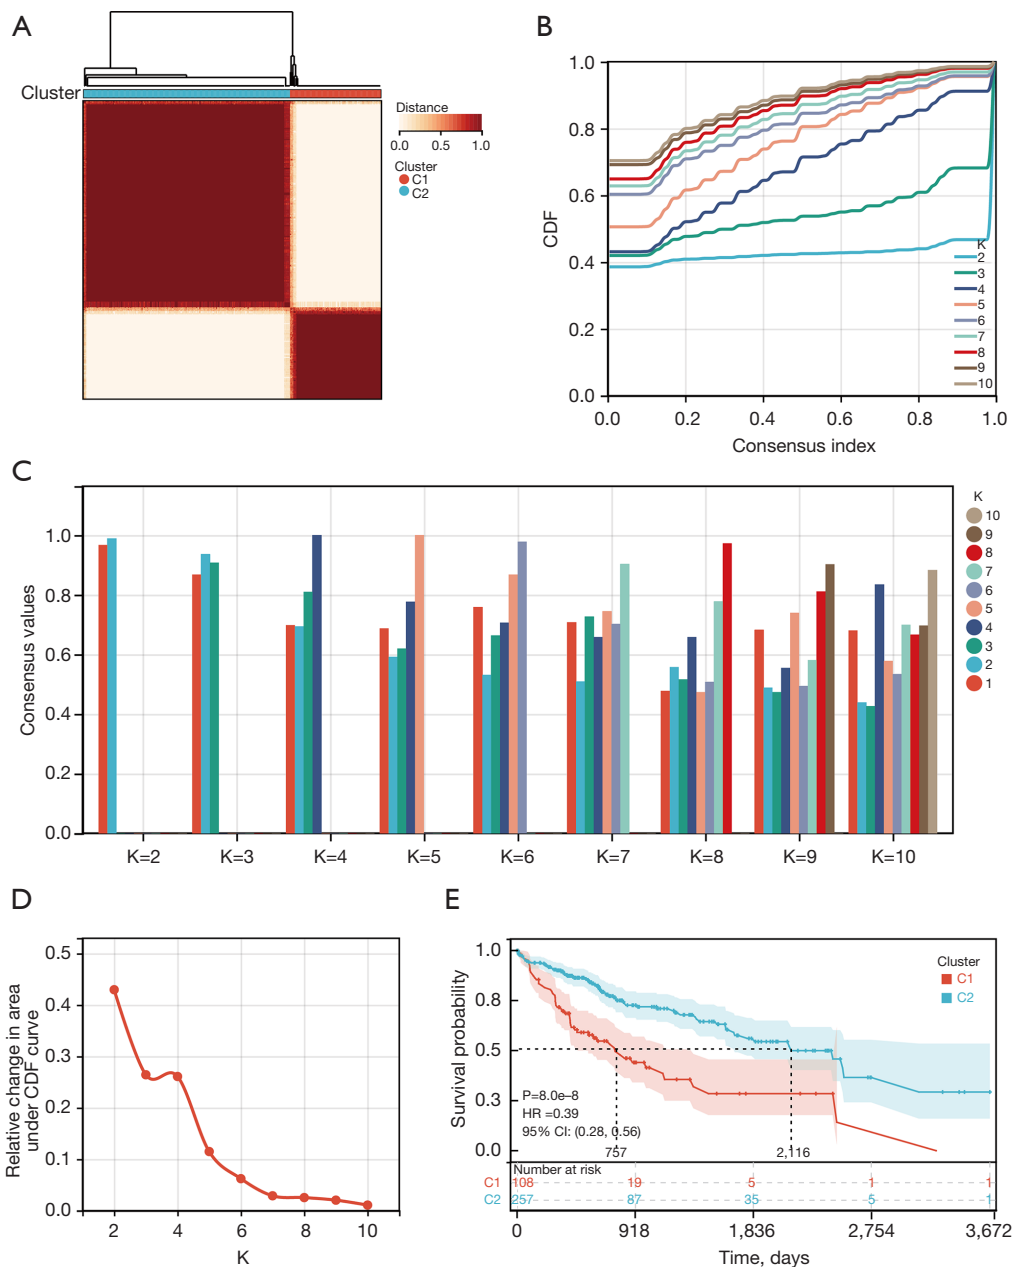 A
Cluster
Distance
0.0 0.5 1.0
Cluster
C1
C2
B
CDF
1.0
0.8
0.6
0.4
0.2
0.0
0.0 0.2 0.4 0.6 0.8 1.0
Consensus index
K
2
3
4
5
6
7
8
9
10
C
Consensus values
1.0
0.8
0.6
0.4
0.2
0.0
K=2 K=3 K=4 K=5 K=6 K=7 K=8 K=9 K=10
K
10
9
8
7
6
5
4
3
2
1
D
Relative change in area
under CDF curve
0.5
0.4
0.3
0.2
0.1
0.0
2 4 6 8 10
K
E
Survival probability
1.0
0.8
0.5
0.3
0.0
Cluster
C1
C2
P=8.0e–8
HR =0.39
95% CI: (0.28, 0.56)
757 2,116
Number at risk
C1 108 19 5 1 1
C2 257 87 35 5 1
0 918 1,836 2,754 3,672
Time, days